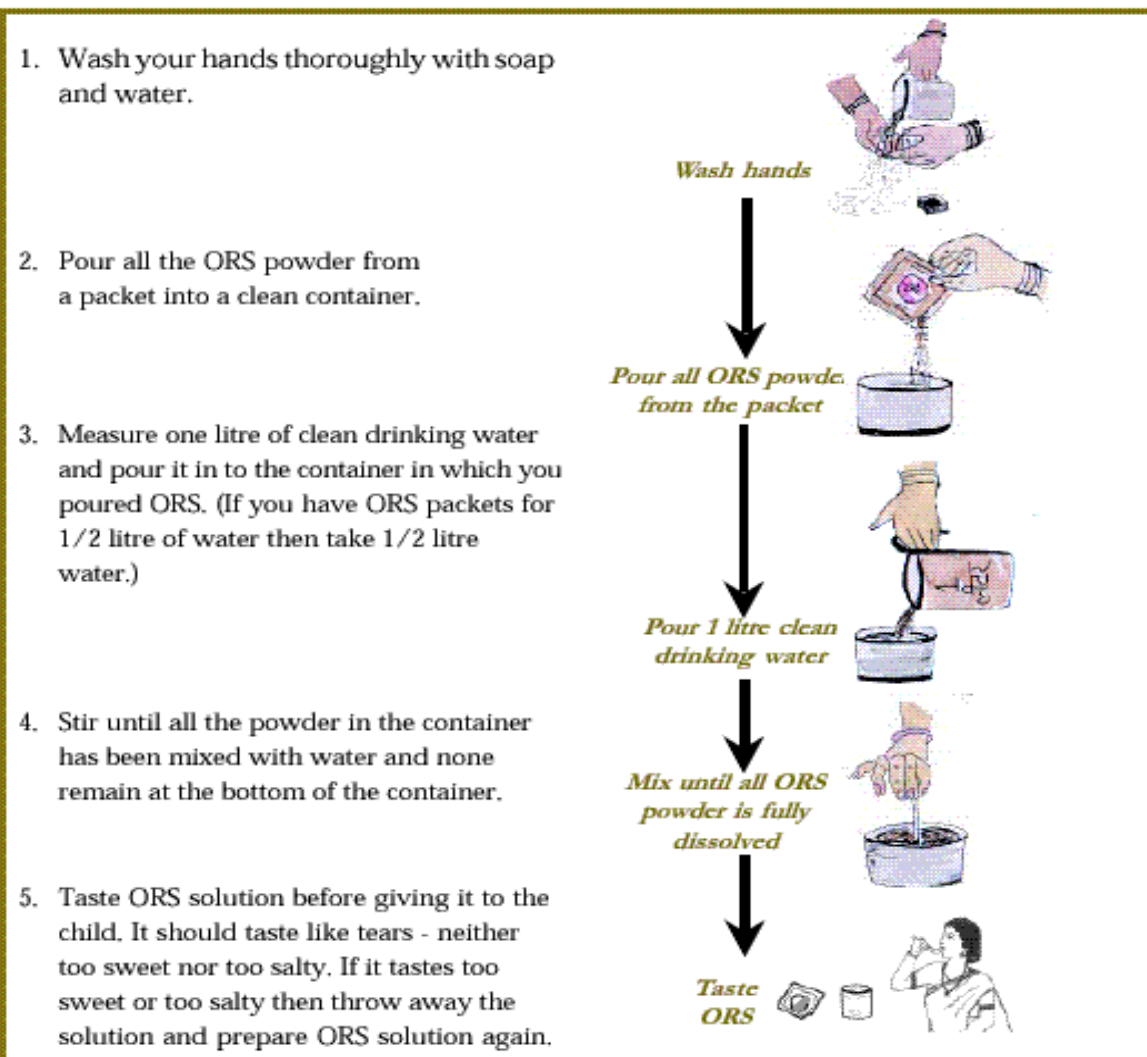 1. Wash your hands thoroughly with soap
and water.
Wash hands
2. Pour all the ORS powder from
a packet into a clean container.
Pour all ORS powde
from the packet
3. Measure one litre of clean drinking water
and pour it in to the container in which you
poured ORS. (If you have ORS packets for
1/2 litre of water then take 1/2 litre
water.)
Pour 1 litre clean
drinking water
4. Stir until all the powder in the container
has been mixed with water and none
remain at the bottom of the container.
Mix until all ORS
powder is fully
dissolved
5. Taste ORS solution before giving it to the
child. It should taste like tears - neither
too sweet nor too salty. If it tastes too
sweet or too salty then throw away the
solution and prepare ORS solution again.
Taste
ORS